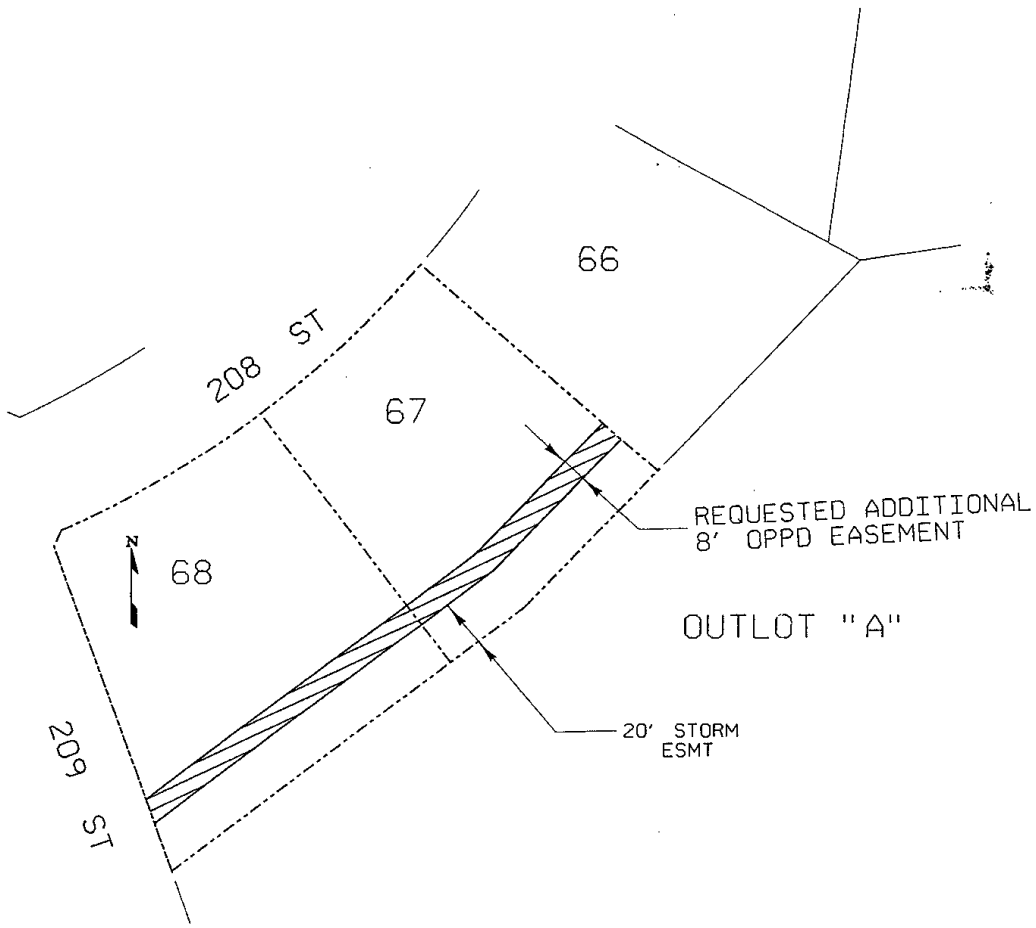 66
208 ST
67
REQUESTED ADDITIONAL
8' OPPD EASEMENT
N
68
OUTLOT "A"
20' STORM
ESMT
209 ST